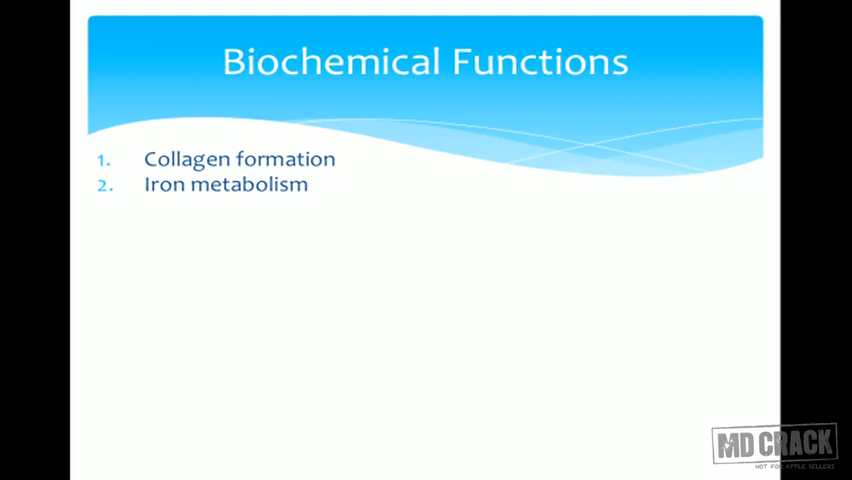 Biochemical Functions
1. Collagen formation
2. Iron metabolism
MD CRACK
NOT FOR APPLE SELLERS